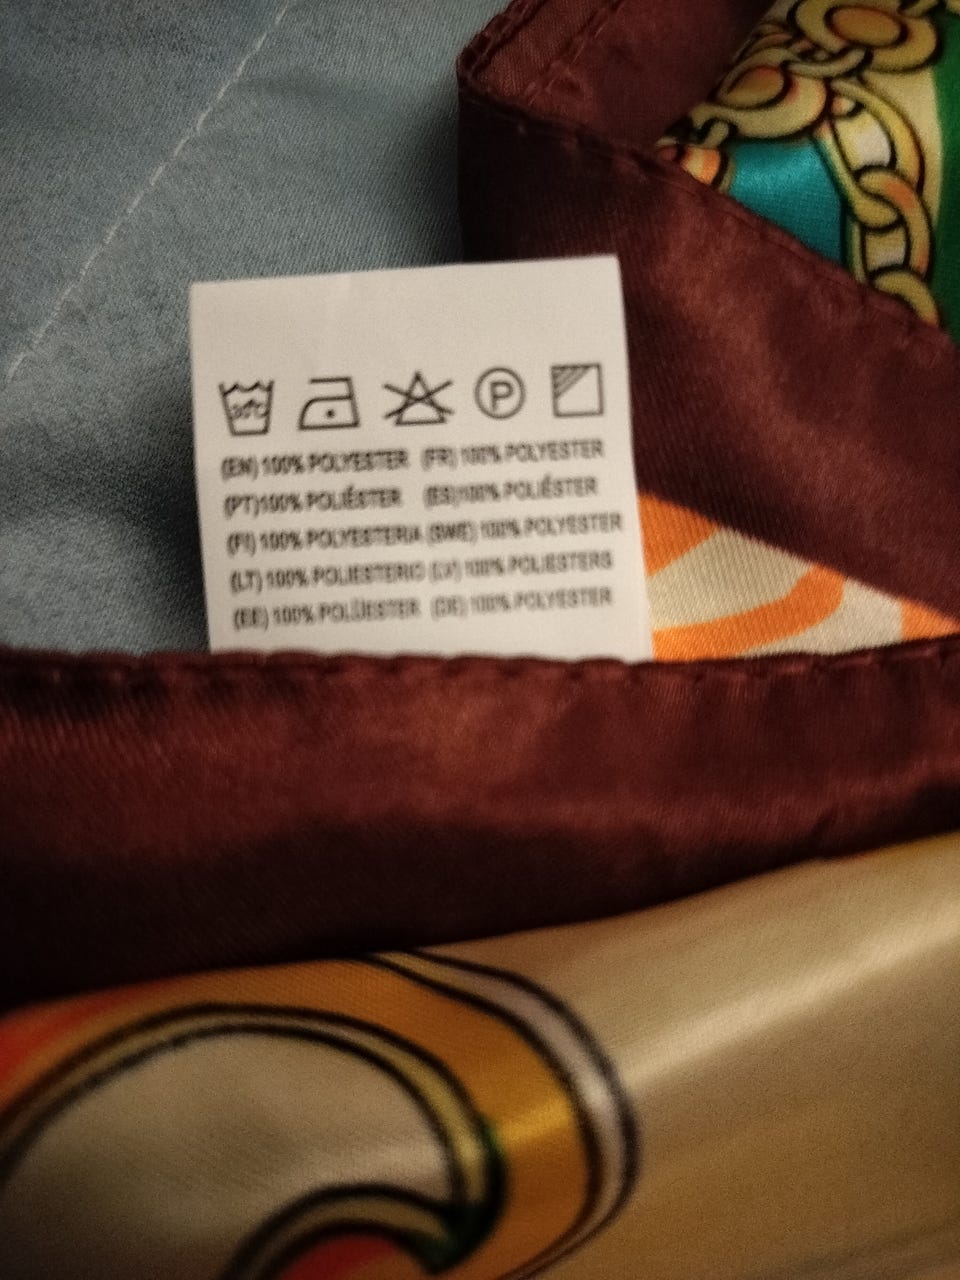 30°C P
(EN) 100% POLYESTER (FR) 100% POLYESTER
(PT)100% POLIÉSTER (ES)100% POLIÉSTER
(FI) 100% POLYESTERIA (SWE) 100% POLYESTER
(LT) 100% POLIESTERIO (LV) 100% POLIESTERS
(EE) 100% POLÜESTER (DE) 100% POLYESTER